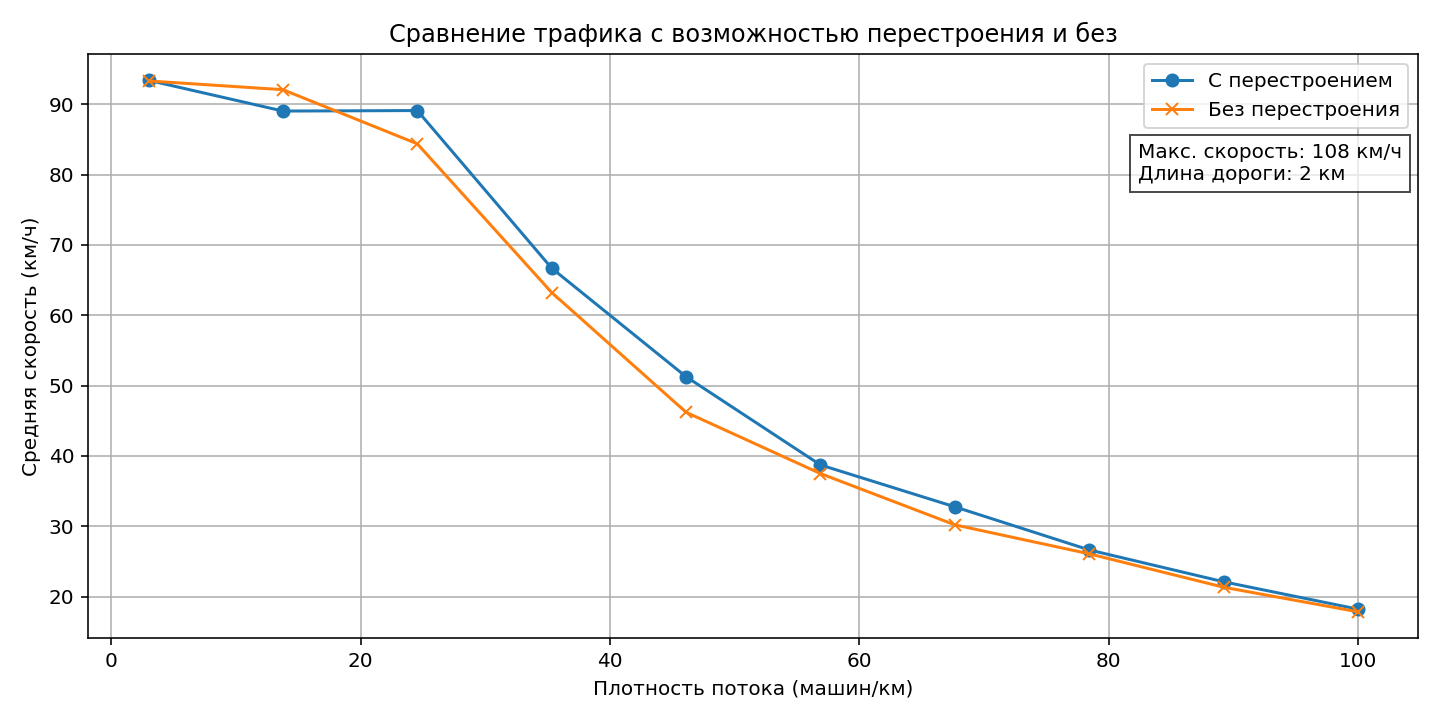 Сравнение трафика с возможностью перестроения и без
С перестроением
Без перестроения
Макс. скорость: 108 км/ч
Длина дороги: 2 км
Средняя скорость (км/ч)
90
80
70
60
50
40
30
20
0
20
40
60
80
100
Плотность потока (машин/км)